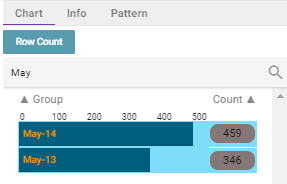 Chart Info Pattern
Row Count
May
▲ Group Count ▲
0 100 200 300 400 500
May-14 459
May-13 346